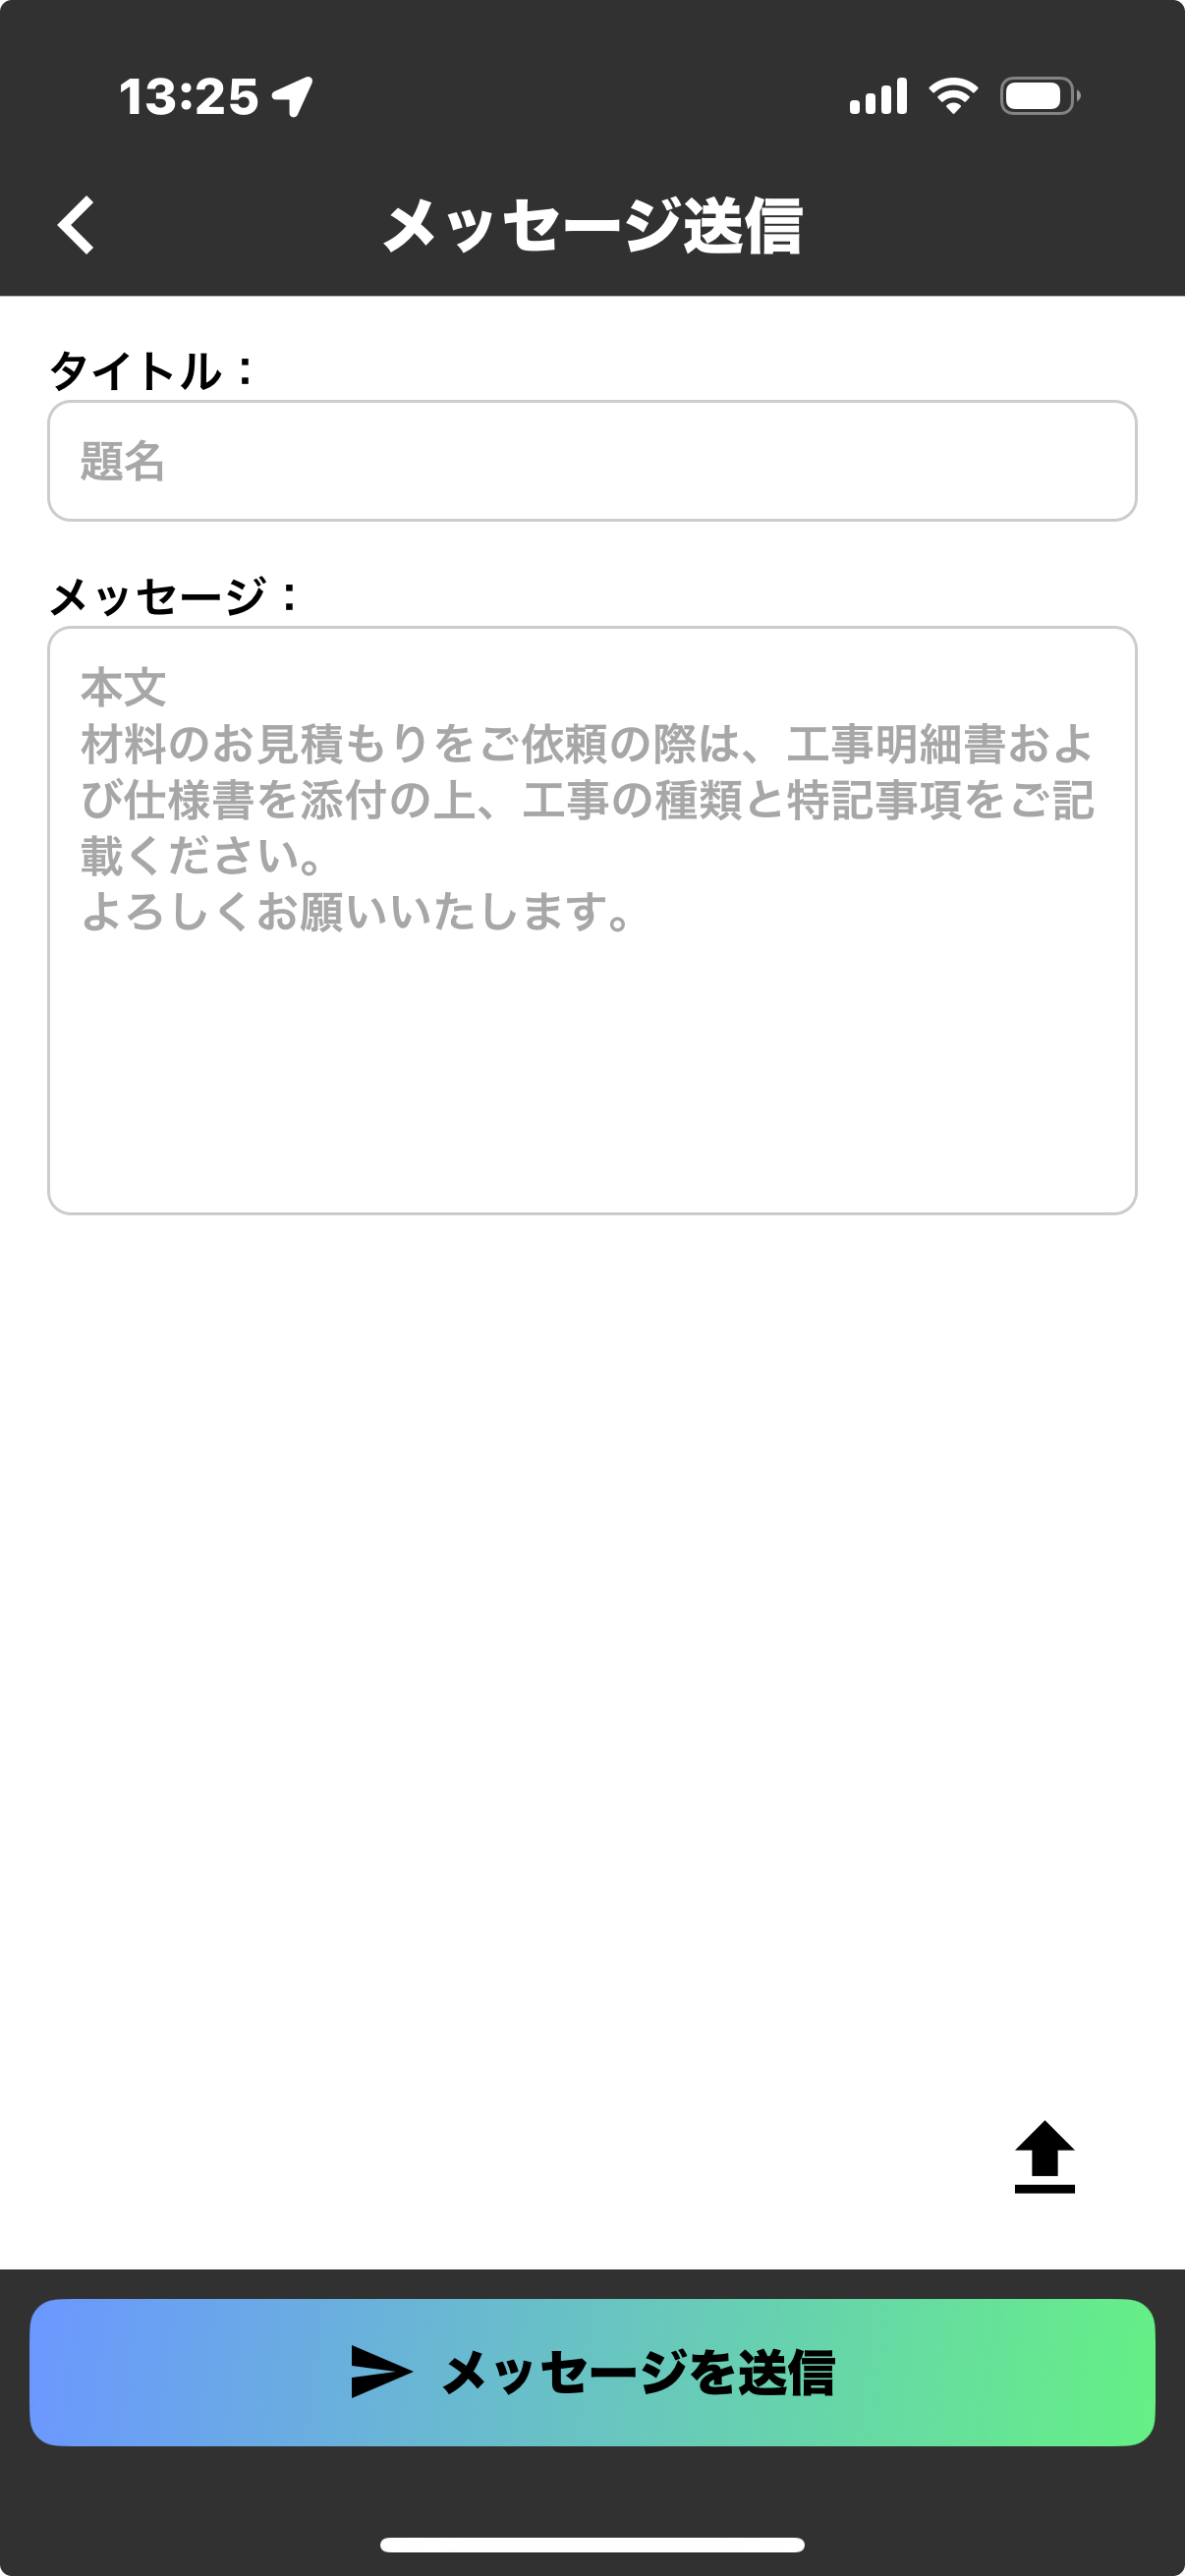 13:25
メッセージ送信
タイトル：
題名
メッセージ：
本文
材料のお見積もりをご依頼の際は、工事明細書およ
び仕様書を添付の上、工事の種類と特記事項をご記
載ください。
よろしくお願いいたします。
メッセージを送信